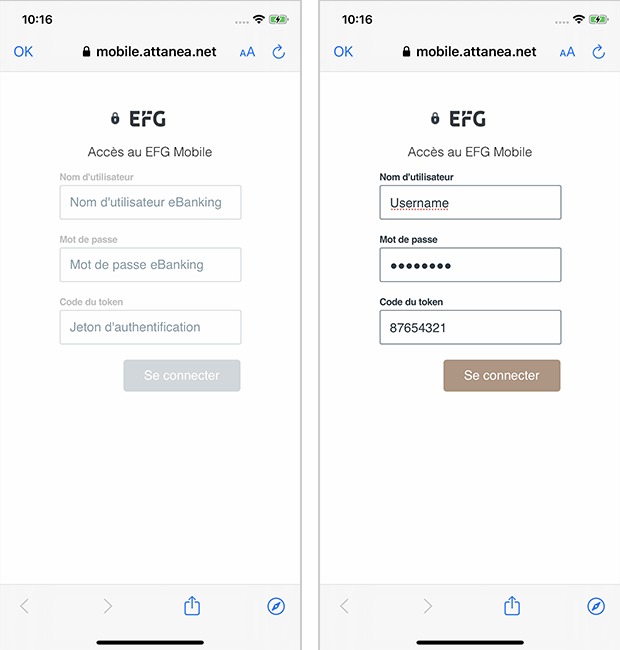 10:16
OK mobile.attanea.net AA
EFG
Accès au EFG Mobile
Nom d'utilisateur
Nom d'utilisateur eBanking
Mot de passe
Mot de passe eBanking
Code du token
Jeton d'authentification
Se connecter
10:16
OK mobile.attanea.net AA
EFG
Accès au EFG Mobile
Nom d'utilisateur
Username
Mot de passe
••••••••
Code du token
87654321
Se connecter